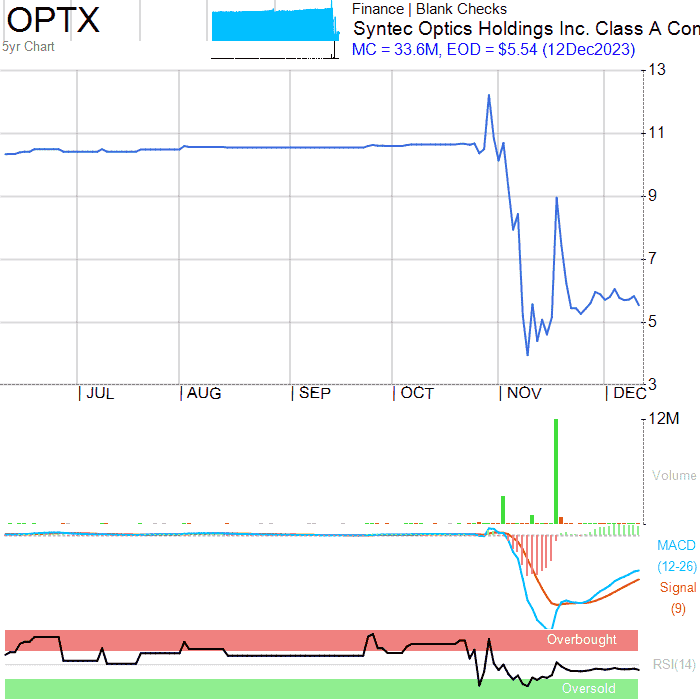 OPTX
5yr Chart
Finance | Blank Checks
Syntec Optics Holdings Inc. Class A Con
MC = 33.6M, EOD = $5.54 (12Dec2023)
13
11
9
7
5
3
JUL AUG SEP OCT NOV DEC
12M
Volume
MACD
(12-26)
Signal
(9)
Overbought
RSI(14)
Oversold